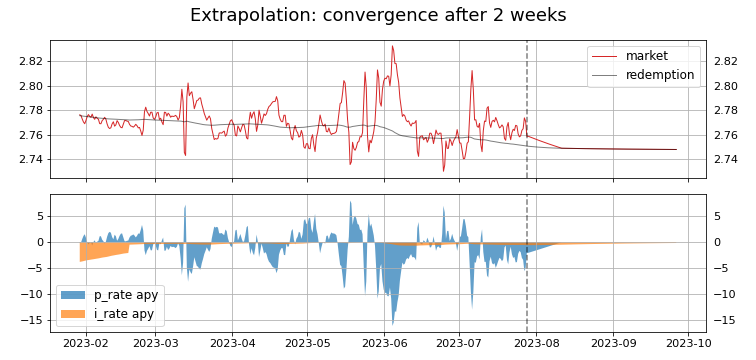 Extrapolation: convergence after 2 weeks
2.82 2.82
2.80 2.80
2.78 2.78
2.76 2.76
2.74 2.74
market
redemption
5 5
0 0
−5 −5
−10 −10
−15 −15
p_rate apy
i_rate apy
2023-02 2023-03 2023-04 2023-05 2023-06 2023-07 2023-08 2023-09 2023-10